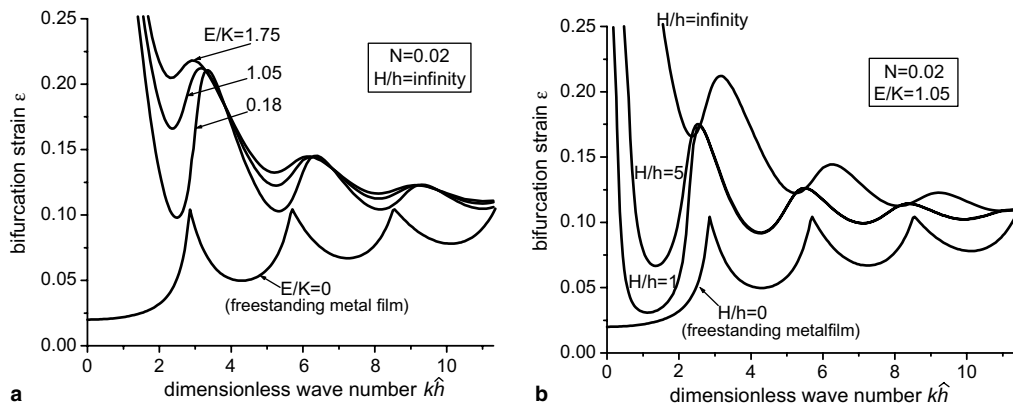 0.25
0.20
0.15
0.10
0.05
0.00
bifurcation strain ε
E/K=1.75
1.05
0.18
N=0.02
H/h=infinity
E/K=0
(freestanding metal film)
0 2 4 6 8 10
dimensionless wave number kĥ
a
0.25
0.20
0.15
0.10
0.05
0.00
bifurcation strain ε
H/h=infinity
N=0.02
E/K=1.05
H/h=5
H/h=1
H/h=0
(freestanding metalfilm)
0 2 4 6 8 10
dimensionless wave number kĥ
b